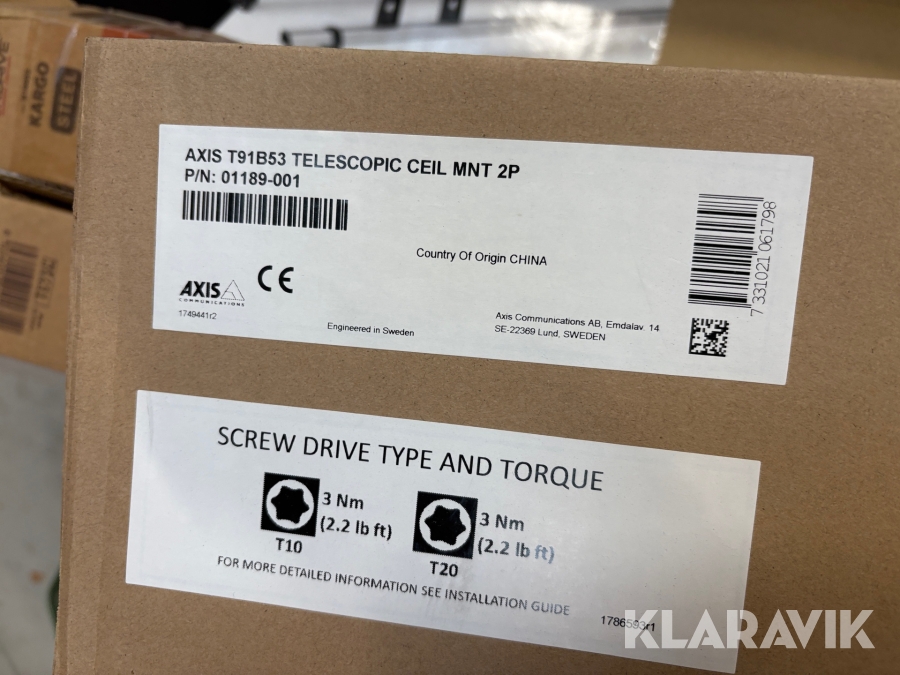 KARGO
STEEL
AXIS T91B53 TELESCOPIC CEIL MNT 2P
P/N: 01189-001
Country Of Origin CHINA
7 331021 061798
AXIS
COMMUNICATIONS
CE
1749441r2
Engineered in Sweden
Axis Communications AB, Emdalav. 14
SE-22369 Lund, SWEDEN
SCREW DRIVE TYPE AND TORQUE
3 Nm
(2.2 lb ft)
T10
3 Nm
(2.2 lb ft)
T20
FOR MORE DETAILED INFORMATION SEE INSTALLATION GUIDE
1786593r1
KLARAVIK